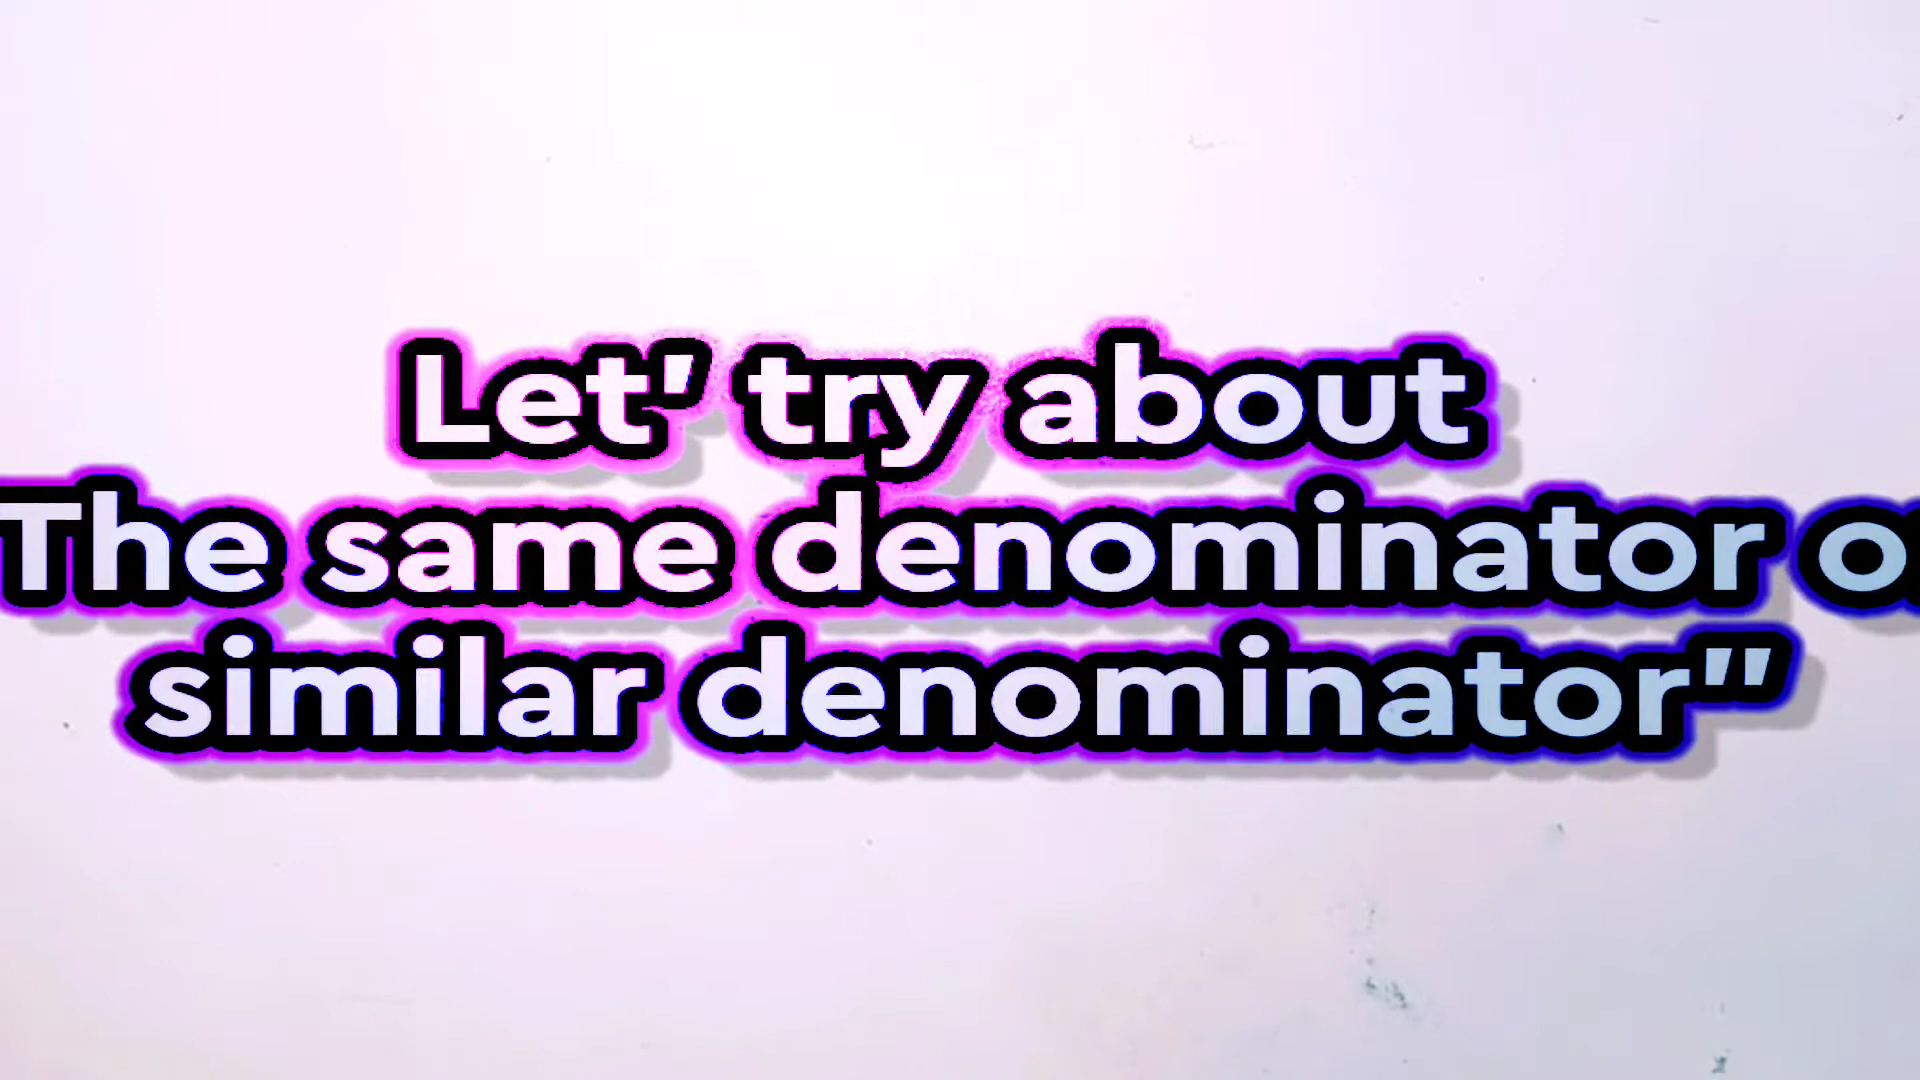 Let' try about
The same denominator
similar denominator"